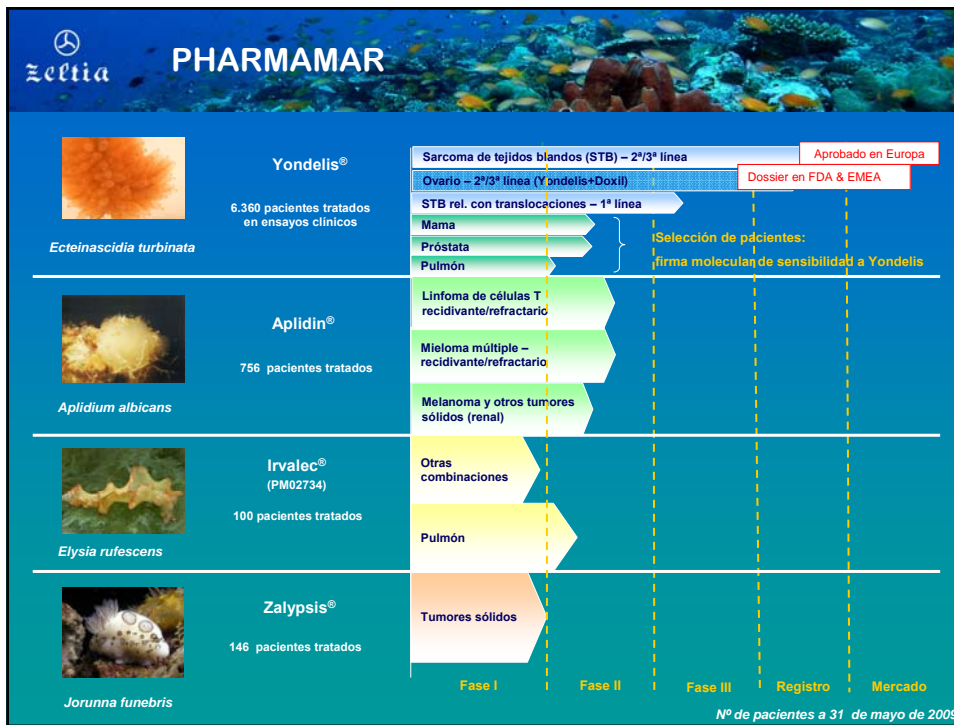 zeltia
PHARMAMAR
Yondelis®
6.360 pacientes tratados
en ensayos clínicos
Ecteinascidia turbinata
Sarcoma de tejidos blandos (STB) – 2ª/3ª línea
Aprobado en Europa
Ovario – 2ª/3ª línea (Yondelis+Doxil)
Dossier en FDA & EMEA
STB rel. con translocaciones – 1ª línea
Mama
Próstata
Pulmón
Selección de pacientes:
firma molecular de sensibilidad a Yondelis
Aplidin®
756 pacientes tratados
Aplidium albicans
Linfoma de células T
recidivante/refractario
Mieloma múltiple –
recidivante/refractario
Melanoma y otros tumores
sólidos (renal)
Irvalec®
(PM02734)
100 pacientes tratados
Elysia rufescens
Otras
combinaciones
Pulmón
Zalypsis®
146 pacientes tratados
Jorunna funebris
Tumores sólidos
Fase I
Fase II
Fase III
Registro
Mercado
Nº de pacientes a 31 de mayo de 2009